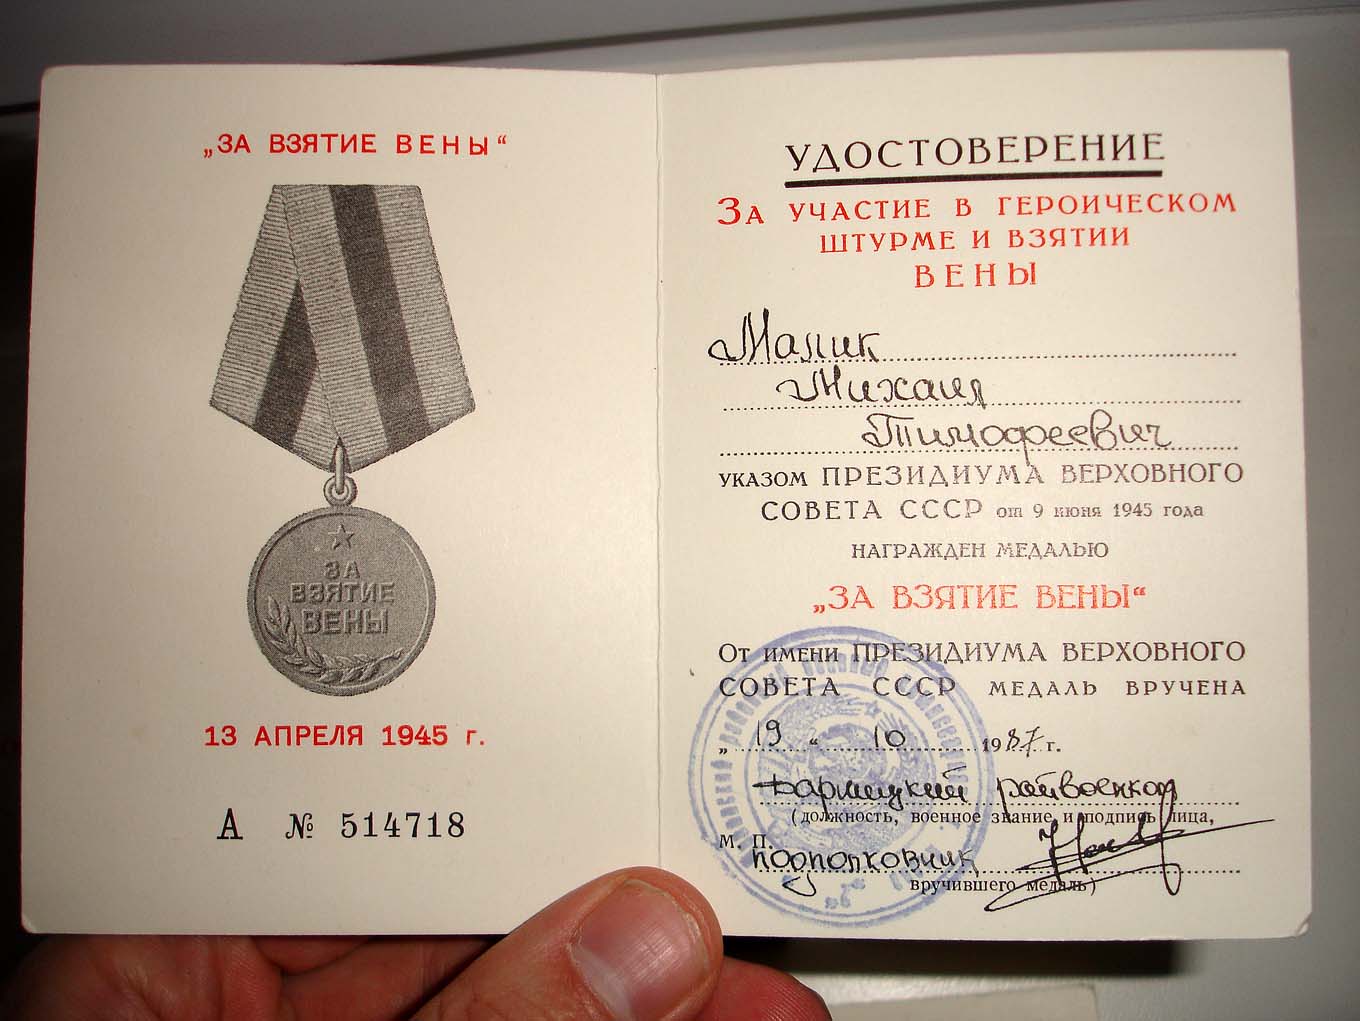 „ЗА ВЗЯТИЕ ВЕНЫ“
ЗА
ВЗЯТИЕ
ВЕНЫ
13 АПРЕЛЯ 1945 г.
А № 514718
УДОСТОВЕРЕНИЕ
ЗА УЧАСТИЕ В ГЕРОИЧЕСКОМ
ШТУРМЕ И ВЗЯТИИ
ВЕНЫ
Малик
Михаил
Тимофеевич
УКАЗОМ ПРЕЗИДИУМА ВЕРХОВНОГО
СОВЕТА СССР от 9 июня 1945 года
НАГРАЖДЕН МЕДАЛЬЮ
„ЗА ВЗЯТИЕ ВЕНЫ“
ОТ ИМЕНИ ПРЕЗИДИУМА ВЕРХОВНОГО
СОВЕТА СССР МЕДАЛЬ ВРУЧЕНА
„19“ 10 1987 г.
райвоенком
(должность, военное звание и подпись лица,
М. П.
подполковник
вручившего медаль)